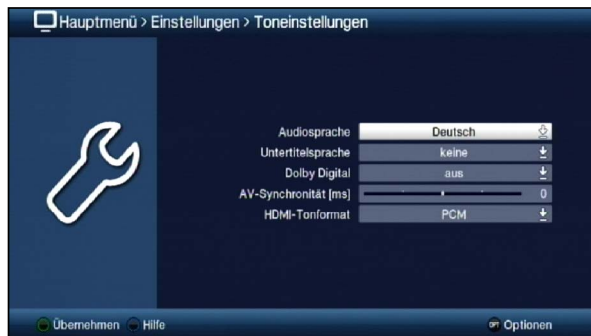 Hauptmenü > Einstellungen > Toneinstellungen
Audiosprache Deutsch
Untertitelsprache keine
Dolby Digital aus
AV-Synchronität [ms] 0
HDMI-Tonformat PCM
Übernehmen Hilfe OPT Optionen